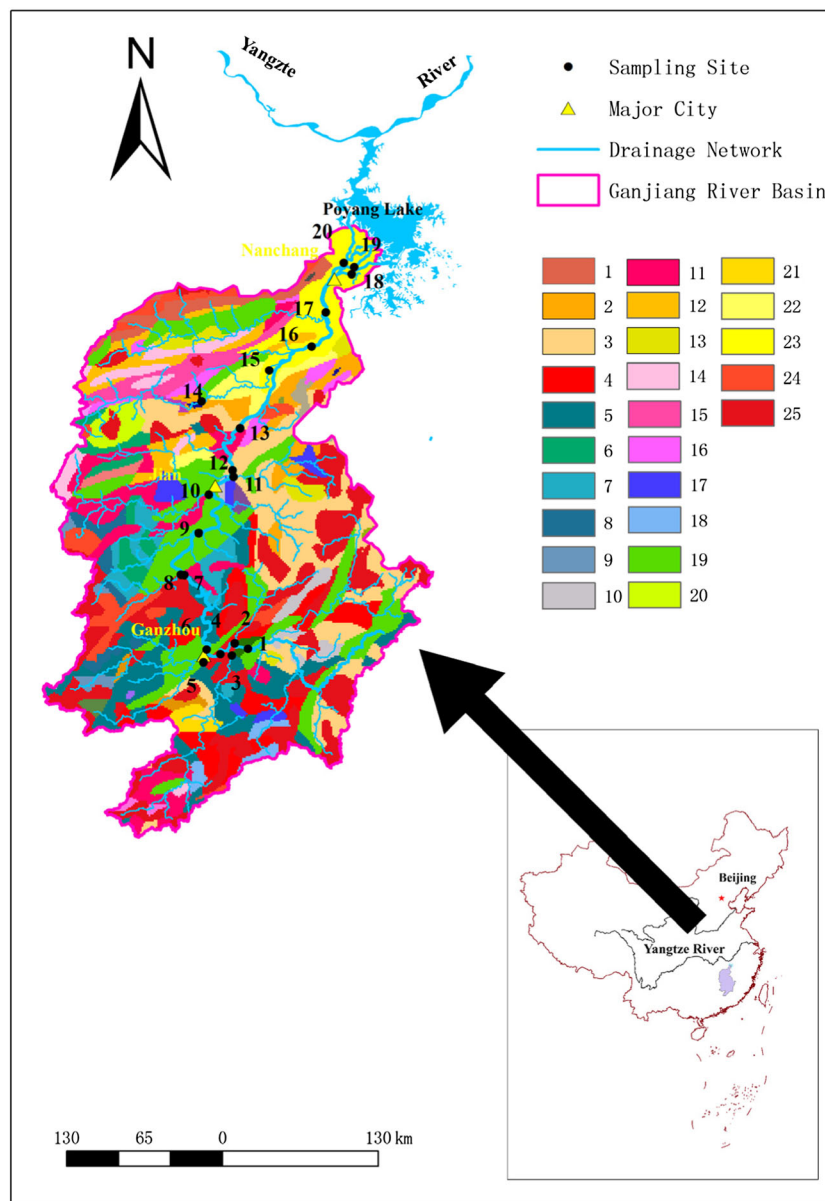 Yangzte
River
N
Sampling Site
Major City
Drainage Network
Ganjiang River Basin
Poyang Lake
20
Nanchang
19
18
17
16
15
14
13
12
Jian
11
10
9
8
7
6
4
2
Ganzhou
1
5
3
1 11 21
2 12 22
3 13 23
4 14 24
5 15 25
6 16
7 17
8 18
9 19
10 20
Beijing
Yangtze River
130 65 0 130 km